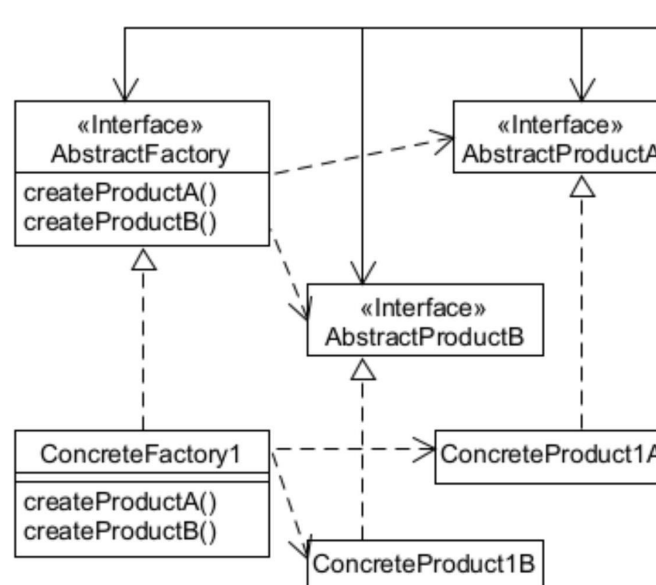 «Interface»
AbstractFactory
createProductA()
createProductB()
«Interface»
AbstractProductA
«Interface»
AbstractProductB
ConcreteFactory1
createProductA()
createProductB()
ConcreteProduct1A
ConcreteProduct1B